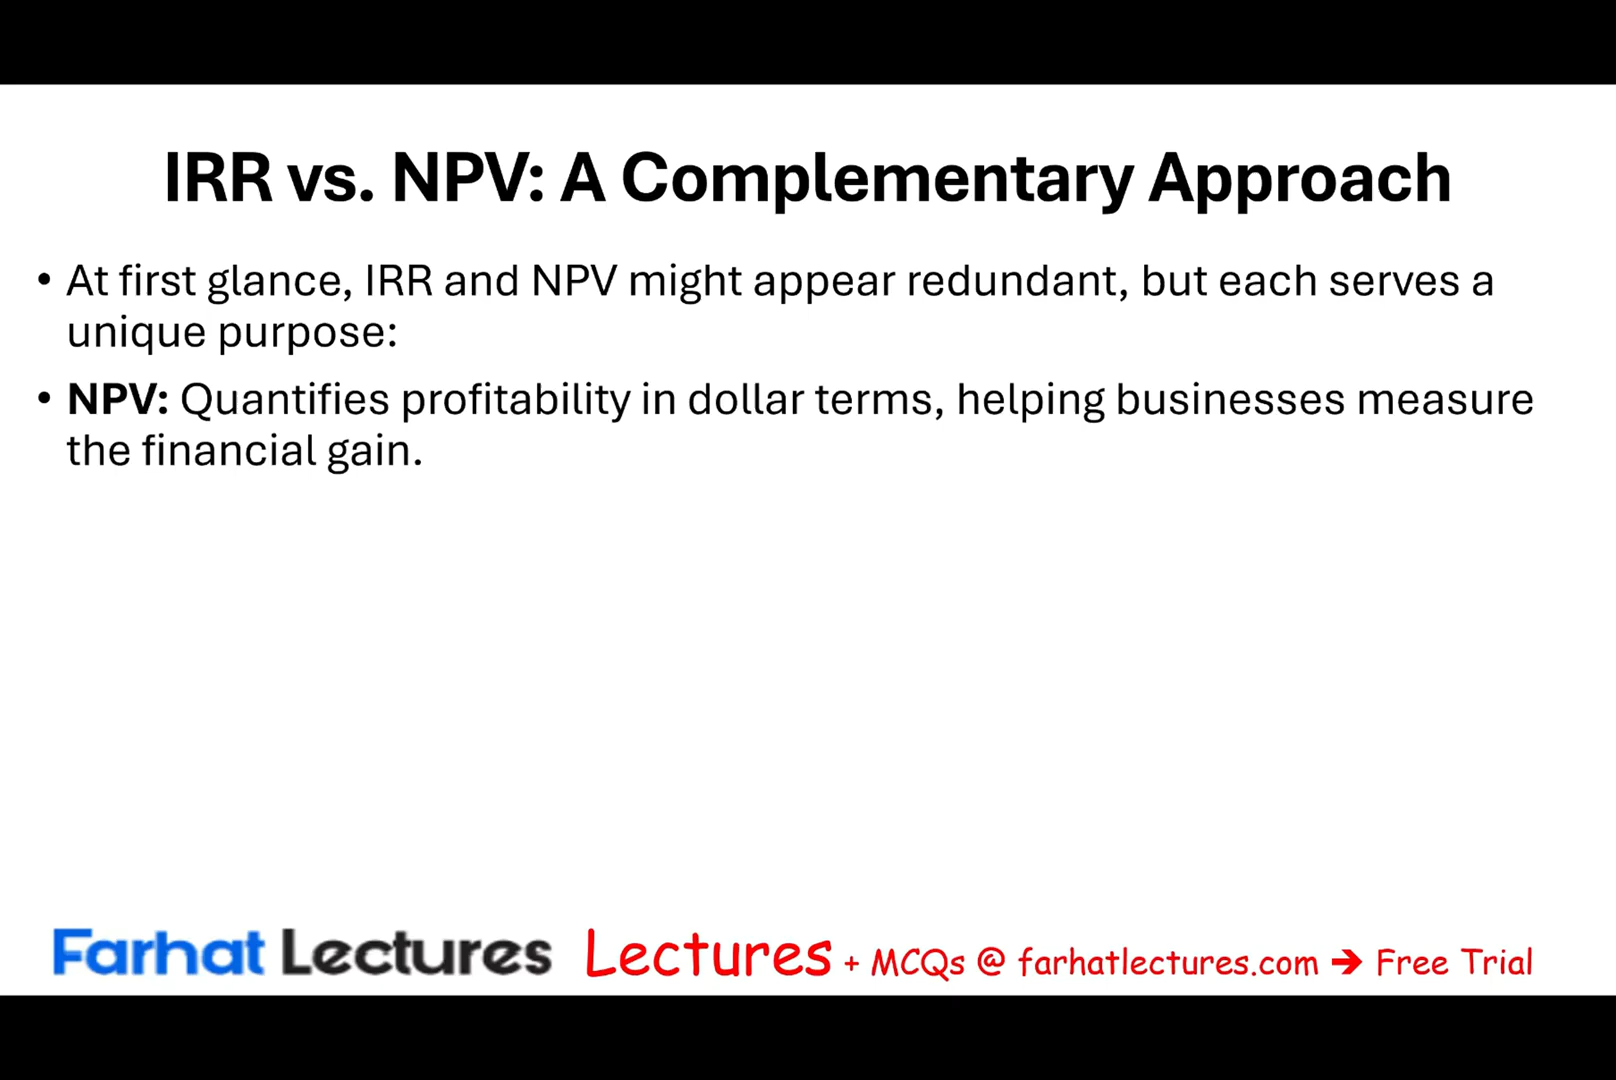 IRR vs. NPV: A Complementary Approach
• At first glance, IRR and NPV might appear redundant, but each serves a
unique purpose:
• NPV: Quantifies profitability in dollar terms, helping businesses measure
the financial gain.
Farhat Lectures Lectures + MCQs @ farhatlectures.com ➔ Free Trial